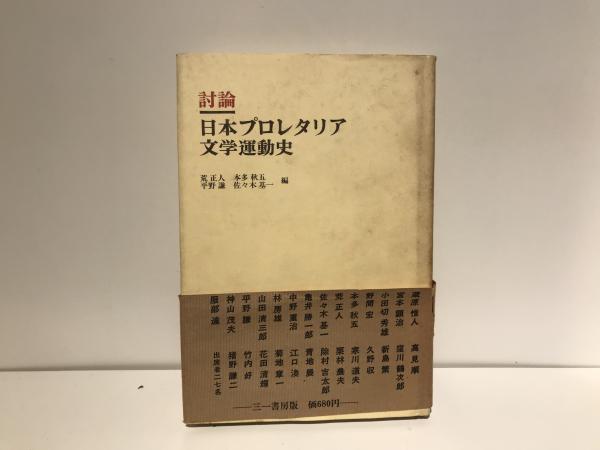 討論
日本プロレタリア
文学運動史
荒正人 本多秋五
平野謙 佐々木基一 編
蔵原惟人 高見順
宮本顕治 窪川鶴次郎
小田切秀雄 新島繁
野間宏 久野収
本多秋五 寒川道夫
荒正人 栗林農夫
佐々木基一 除村吉太郎
亀井勝一郎 青地晨
中野重治 江口渙
林房雄 菊地章一
山田清三郎 花田清輝
平野謙 竹内好
神山茂夫 猪野謙二
服部達 出席者二七名
三一書房版 価680円